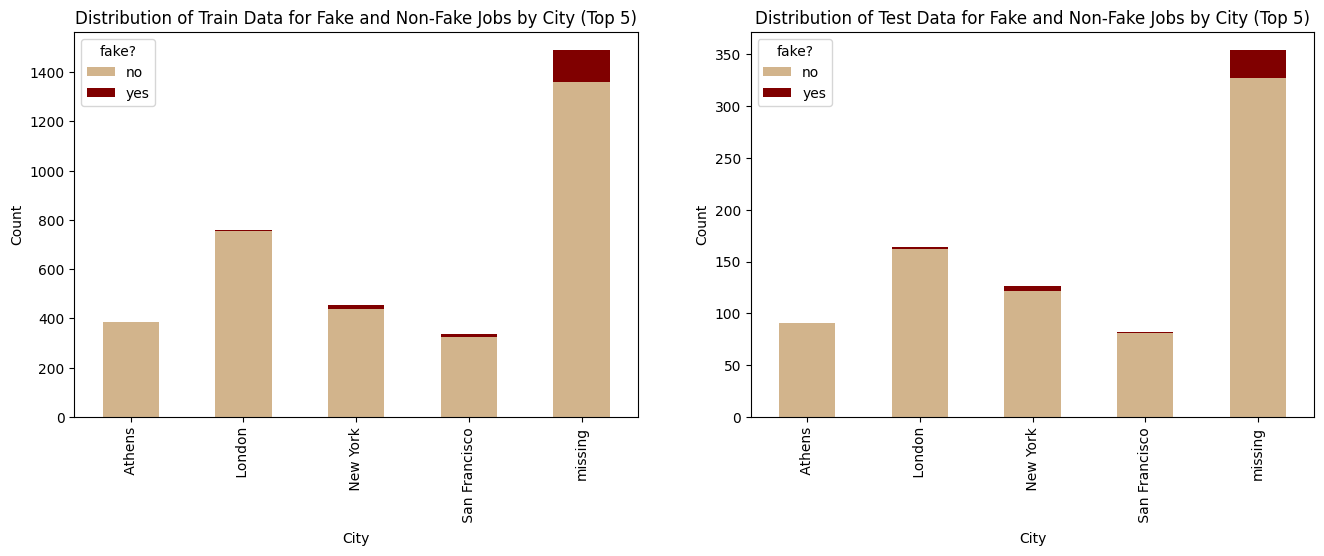 Distribution of Train Data for Fake and Non-Fake Jobs by City (Top 5)
fake?
no
yes
1400
1200
1000
800
600
400
200
0
Count
Athens
London
New York
San Francisco
missing
City
Distribution of Test Data for Fake and Non-Fake Jobs by City (Top 5)
fake?
no
yes
350
300
250
200
150
100
50
0
Count
Athens
London
New York
San Francisco
missing
City